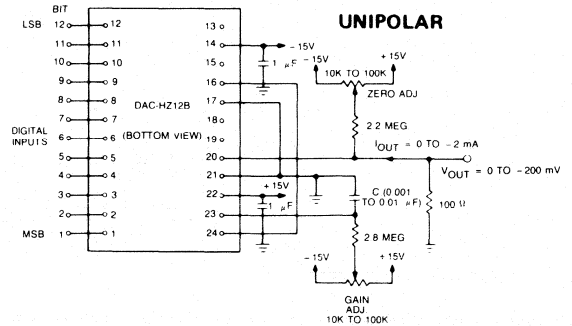 BIT
UNIPOLAR
LSB 12 12 13
11 11 14 -15V
10 10 15 1 μF
9 9 16
8 8 17
7 7 18
6 6 19
5 5 20
4 4 21
3 3 22
2 2 23
MSB 1 1 24
DIGITAL
INPUTS
DAC-HZ12B
(BOTTOM VIEW)
-15V +15V
10K TO 100K
ZERO ADJ
2.2 MEG
IOUT = 0 TO -2 mA
VOUT = 0 TO -200 mV
+15V
1 μF
C (0.001
TO 0.01 μF)
100 Ω
2.8 MEG
-15V +15V
GAIN
ADJ.
10K TO 100K